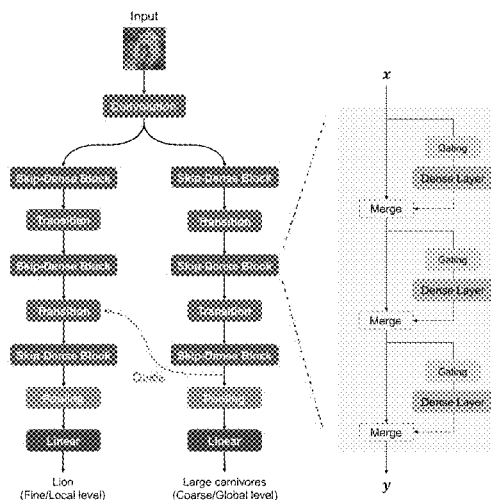 Input
Convolution
Skip-Dense Block
Skip-Dense Block
Transition
Transition
Skip-Dense Block
Skip-Dense Block
Transition
Transition
Skip-Dense Block
Skip-Dense Block
Guide
Linear
Linear
Lion
(Fine/Local level)
Large carnivores
(Coarse/Global level)
x
Gating
Dense Layer
Merge
Gating
Dense Layer
Merge
Gating
Dense Layer
Merge
y